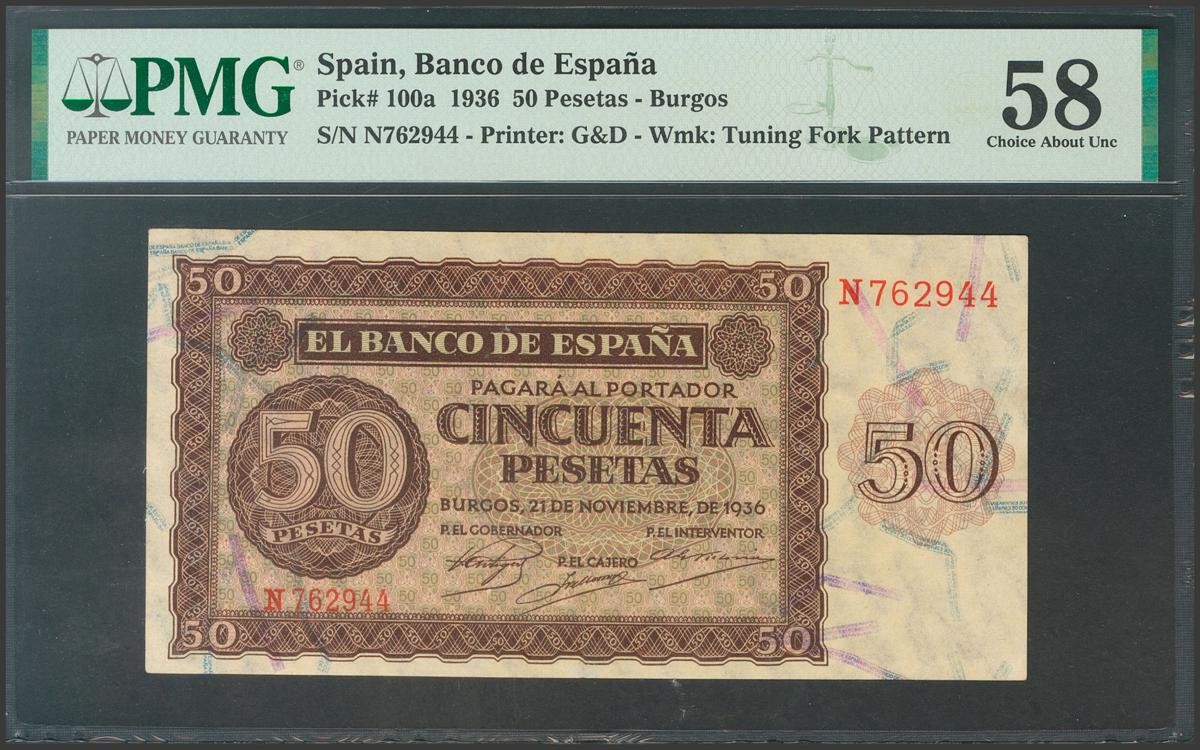 PMG®
PAPER MONEY GUARANTY
Spain, Banco de España
Pick# 100a 1936 50 Pesetas - Burgos
S/N N762944 - Printer: G&D - Wmk: Tuning Fork Pattern
58
Choice About Unc
50
50
N762944
EL BANCO DE ESPAÑA
PAGARÁ AL PORTADOR
CINCUENTA
PESETAS
50
PESETAS
50
BURGOS, 21 DE NOVIEMBRE, DE 1936
P. EL GOBERNADOR
P. EL INTERVENTOR
P. EL CAJERO
N762944
50
50